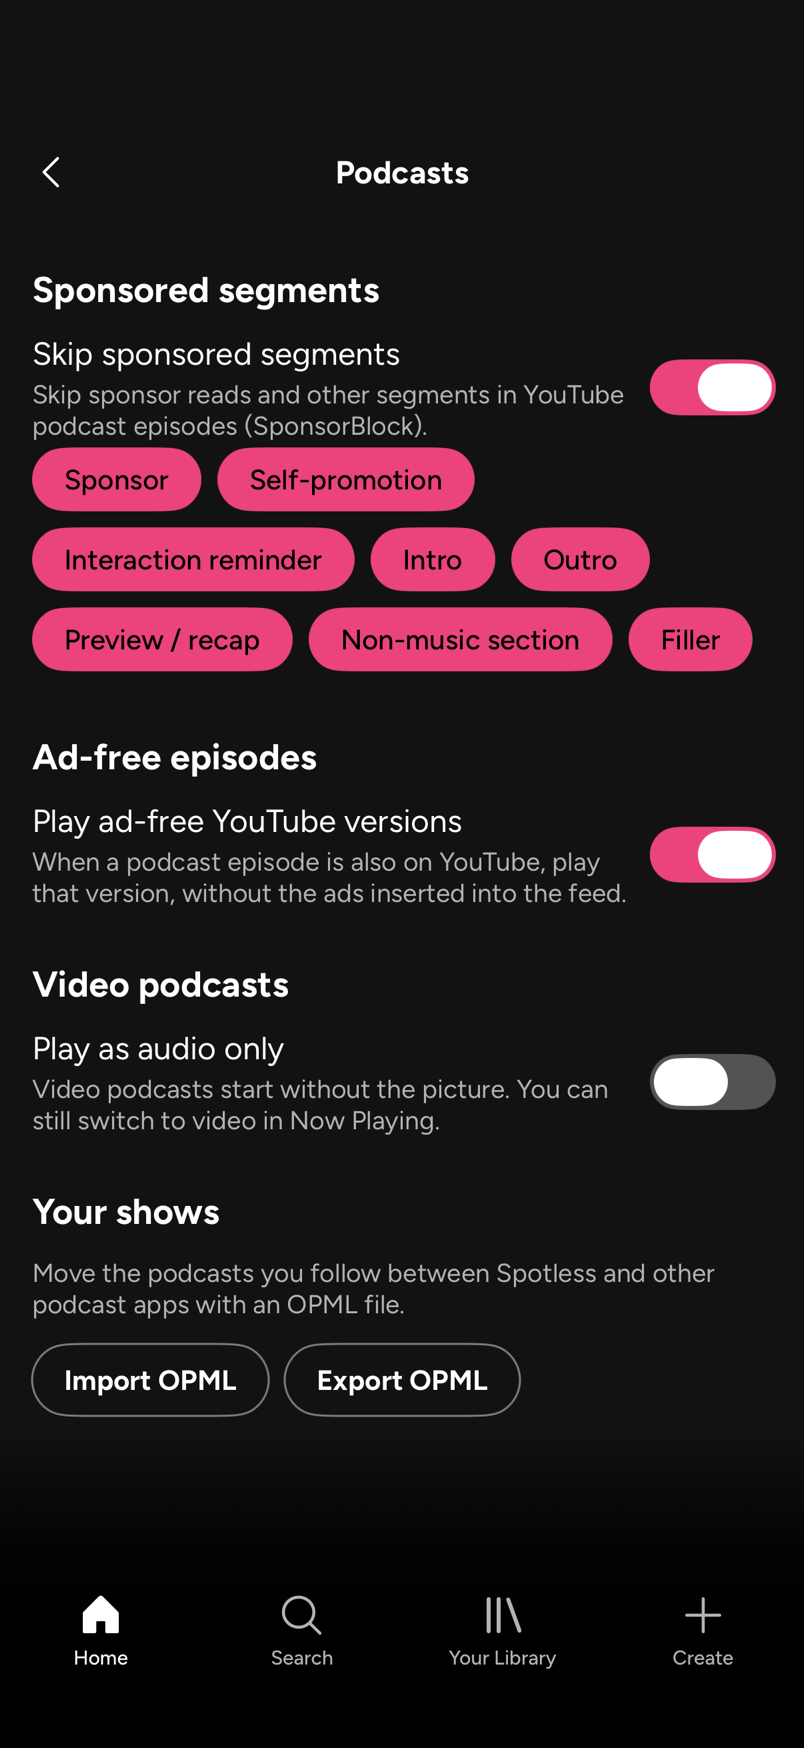 Podcasts
Sponsored segments
Skip sponsored segments
Skip sponsor reads and other segments in YouTube
podcast episodes (SponsorBlock).
Sponsor Self-promotion
Interaction reminder Intro Outro
Preview / recap Non-music section Filler
Ad-free episodes
Play ad-free YouTube versions
When a podcast episode is also on YouTube, play
that version, without the ads inserted into the feed.
Video podcasts
Play as audio only
Video podcasts start without the picture. You can
still switch to video in Now Playing.
Your shows
Move the podcasts you follow between Spotless and other
podcast apps with an OPML file.
Import OPML Export OPML
Home Search Your Library Create